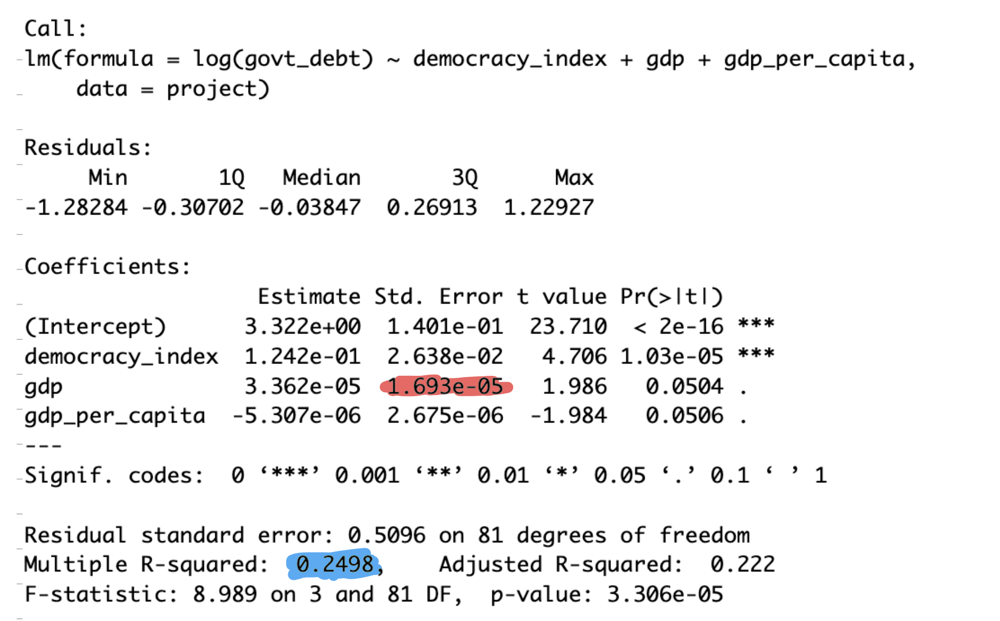 Call:
lm(formula = log(govt_debt) ~ democracy_index + gdp + gdp_per_capita,
    data = project)
Residuals:
     Min       1Q   Median       3Q      Max
-1.28284 -0.30702 -0.03847  0.26913  1.22927
Coefficients:
                  Estimate Std. Error t value Pr(>|t|)
(Intercept)      3.322e+00  1.401e-01  23.710  < 2e-16 ***
democracy_index  1.242e-01  2.638e-02   4.706 1.03e-05 ***
gdp              3.362e-05  1.693e-05   1.986   0.0504 .
gdp_per_capita  -5.307e-06  2.675e-06  -1.984   0.0506 .
---
Signif. codes:  0 ‘***’ 0.001 ‘**’ 0.01 ‘*’ 0.05 ‘.’ 0.1 ‘ ’ 1
Residual standard error: 0.5096 on 81 degrees of freedom
Multiple R-squared:  0.2498,    Adjusted R-squared:  0.222
F-statistic: 8.989 on 3 and 81 DF,  p-value: 3.306e-05